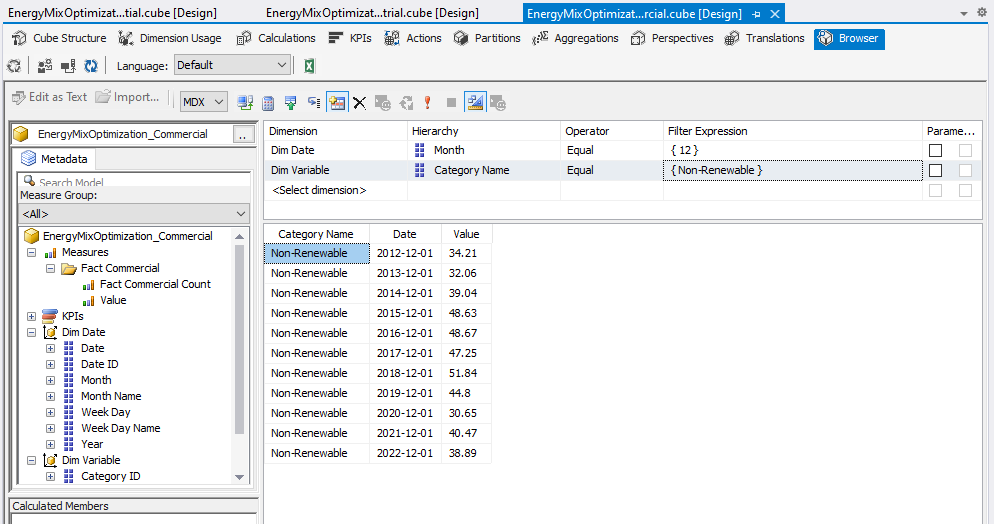 EnergyMixOptimizat...tial.cube [Design] EnergyMixOptimizat...trial.cube [Design] EnergyMixOptimizat...rcial.cube [Design]
Cube Structure Dimension Usage Calculations KPIs Actions Partitions Aggregations Perspectives Translations Browser
Language: Default
Edit as Text Import... MDX
EnergyMixOptimization_Commercial ..
Metadata
Search Model
Measure Group:
<All>
EnergyMixOptimization_Commercial
Measures
Fact Commercial
Fact Commercial Count
Value
KPIs
Dim Date
Date
Date ID
Month
Month Name
Week Day
Week Day Name
Year
Dim Variable
Category ID
Calculated Members
Dimension Hierarchy Operator Filter Expression Parame...
Dim Date Month Equal { 12 }
Dim Variable Category Name Equal { Non-Renewable }
<Select dimension>
Category Name Date Value
Non-Renewable 2012-12-01 34.21
Non-Renewable 2013-12-01 32.06
Non-Renewable 2014-12-01 39.04
Non-Renewable 2015-12-01 48.63
Non-Renewable 2016-12-01 48.67
Non-Renewable 2017-12-01 47.25
Non-Renewable 2018-12-01 51.84
Non-Renewable 2019-12-01 44.8
Non-Renewable 2020-12-01 30.65
Non-Renewable 2021-12-01 40.47
Non-Renewable 2022-12-01 38.89